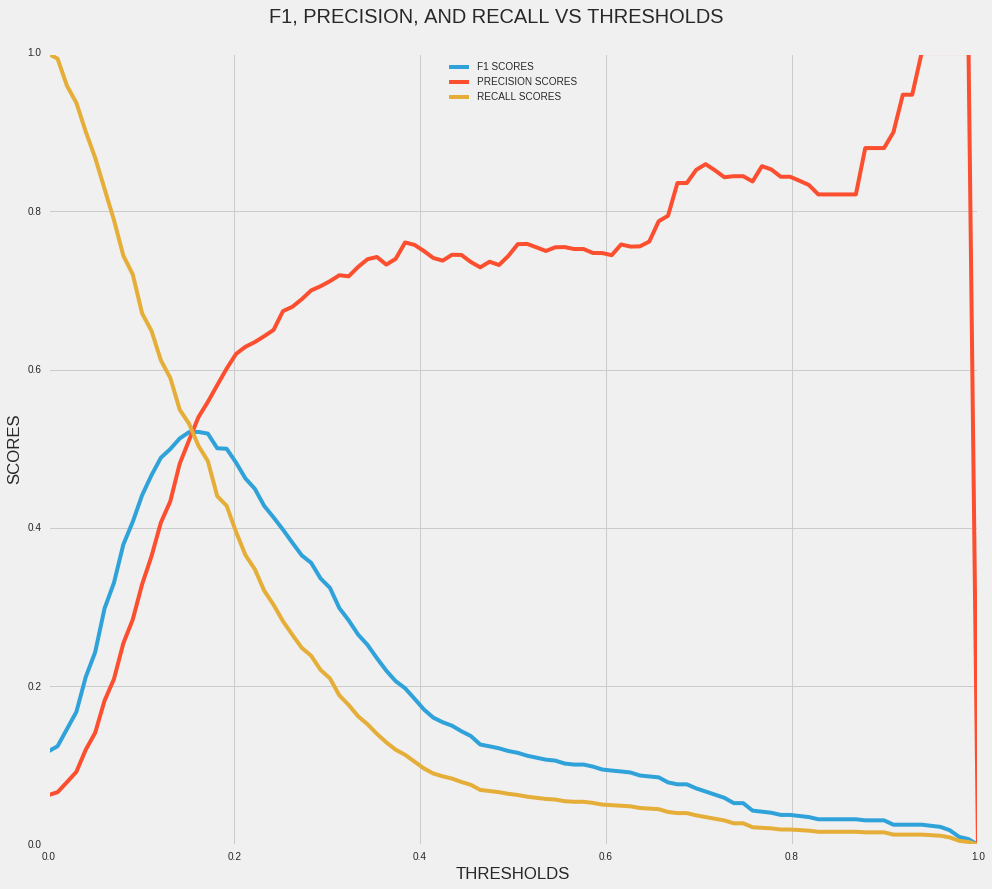 F1, PRECISION, AND RECALL VS THRESHOLDS
F1 SCORES
PRECISION SCORES
RECALL SCORES
1.0
0.8
0.6
0.4
0.2
0.0
SCORES
0.0 0.2 0.4 0.6 0.8 1.0
THRESHOLDS